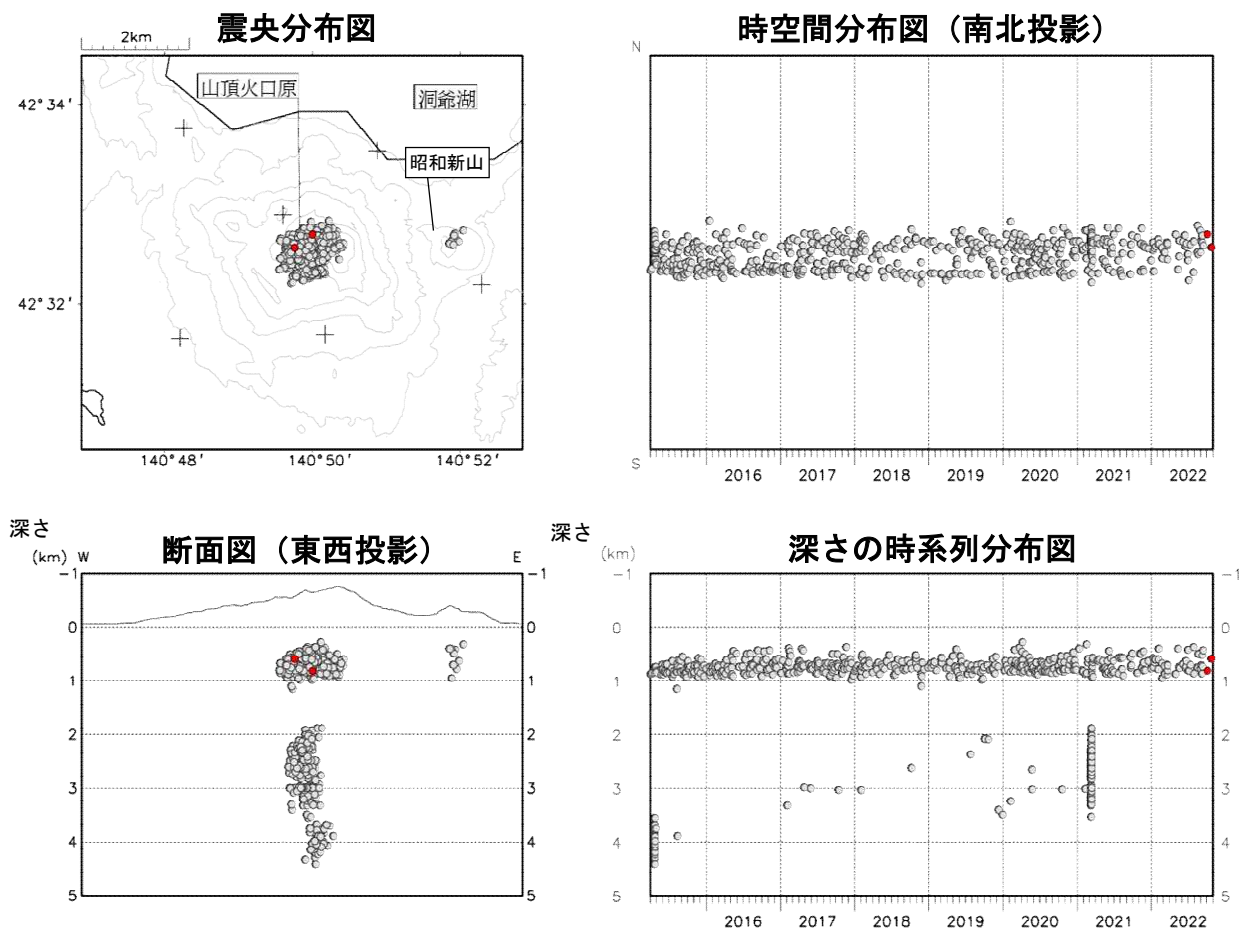 震央分布図
2km
山頂火口原
洞爺湖
昭和新山
42°34′
42°32′
140°48′
140°50′
140°52′
時空間分布図（南北投影）
N
S
2016
2017
2018
2019
2020
2021
2022
断面図（東西投影）
深さ
(km)
W
E
-1
0
1
2
3
4
5
-1
0
1
2
3
4
5
深さの時系列分布図
深さ
(km)
-1
0
1
2
3
4
5
-1
0
1
2
3
4
5
2016
2017
2018
2019
2020
2021
2022